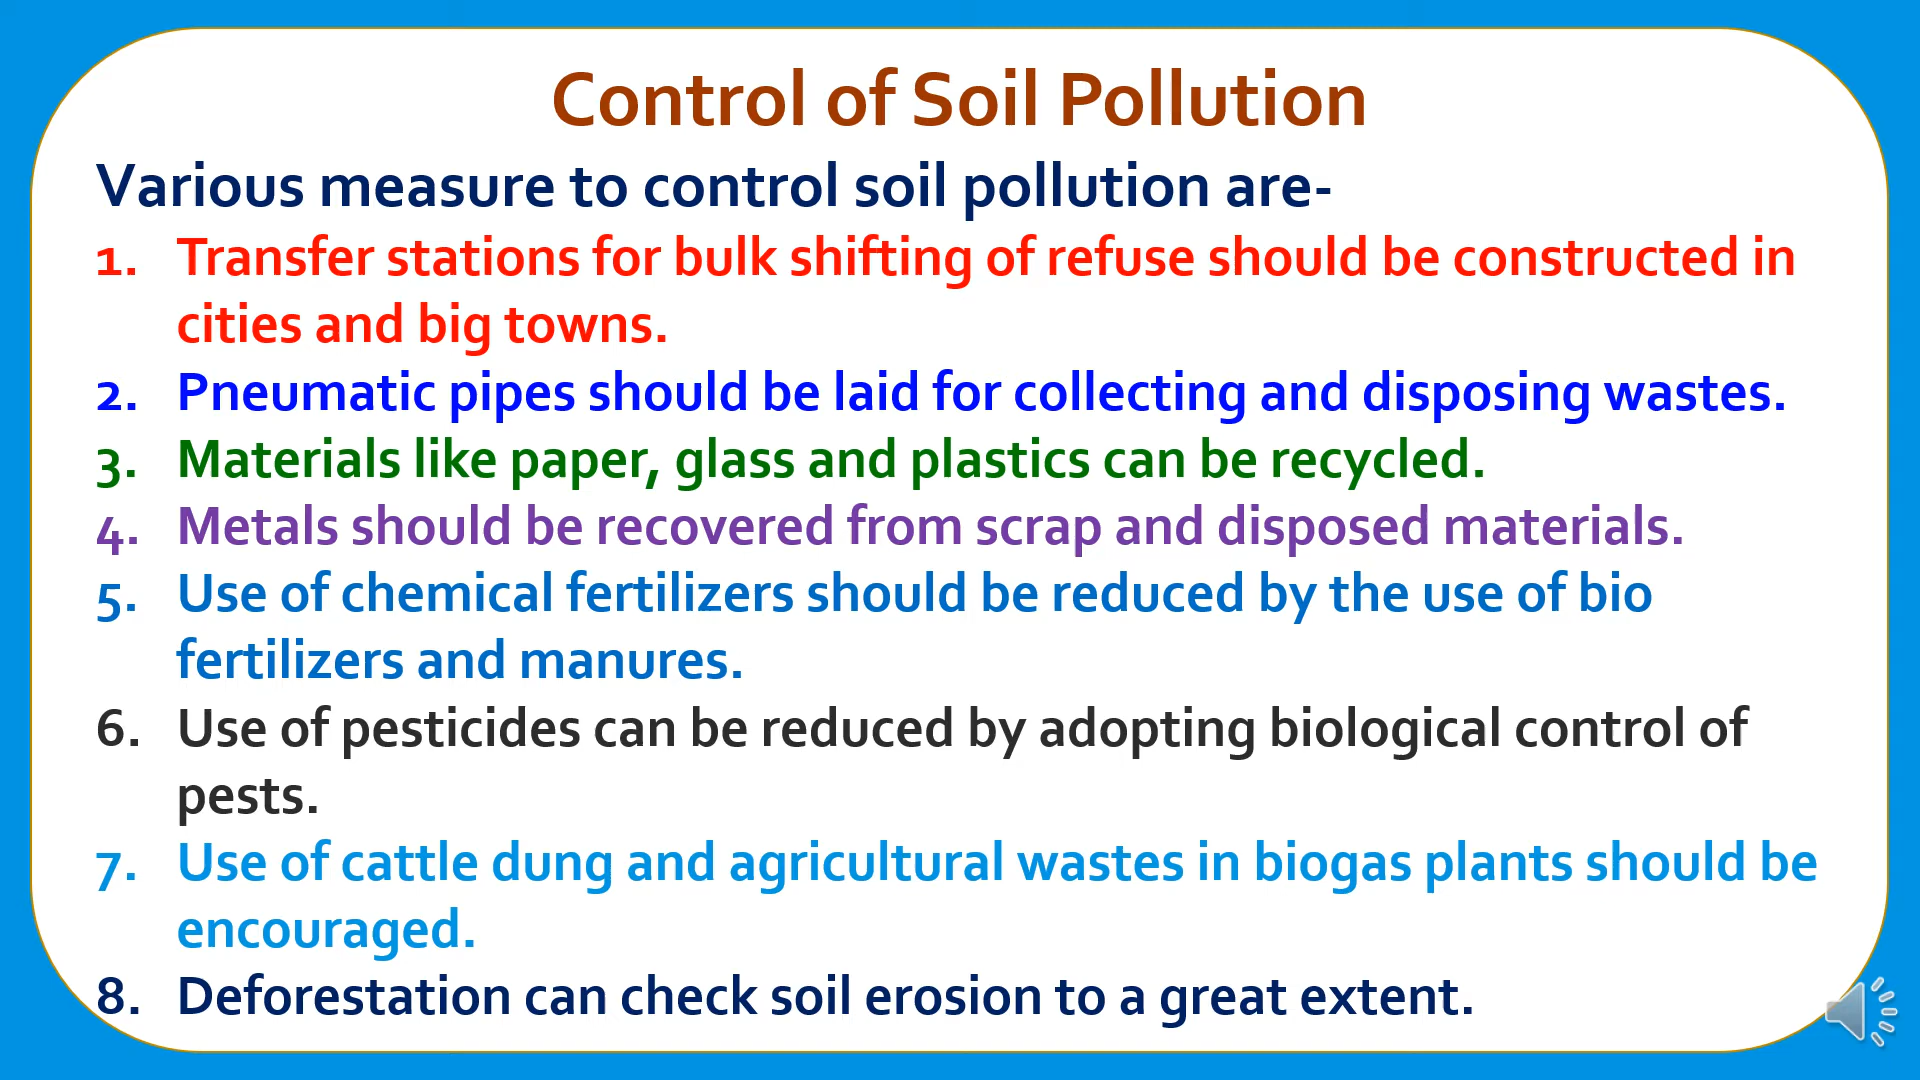 Control of Soil Pollution
Various measure to control soil pollution are-
1. Transfer stations for bulk shifting of refuse should be constructed in
cities and big towns.
2. Pneumatic pipes should be laid for collecting and disposing wastes.
3. Materials like paper, glass and plastics can be recycled.
4. Metals should be recovered from scrap and disposed materials.
5. Use of chemical fertilizers should be reduced by the use of bio
fertilizers and manures.
6. Use of pesticides can be reduced by adopting biological control of
pests.
7. Use of cattle dung and agricultural wastes in biogas plants should be
encouraged.
8. Deforestation can check soil erosion to a great extent.